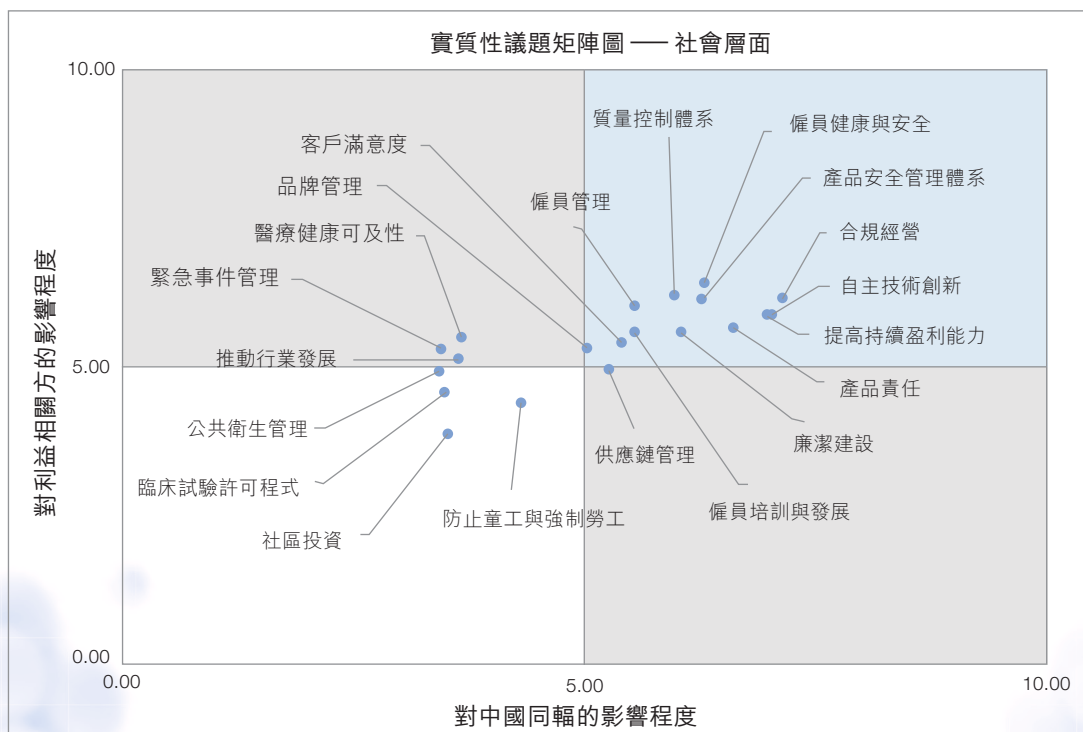 實質性議題矩陣圖 —— 社會層面
10.00
質量控制體系
僱員健康與安全
客戶滿意度
品牌管理
僱員管理
產品安全管理體系
醫療健康可及性
合規經營
緊急事件管理
自主技術創新
推動行業發展
提高持續盈利能力
5.00
產品責任
公共衛生管理
供應鏈管理
廉潔建設
臨床試驗許可程式
防止童工與強制勞工
僱員培訓與發展
社區投資
對利益相關方的影響程度
0.00
0.00
5.00
10.00
對中國同輻的影響程度